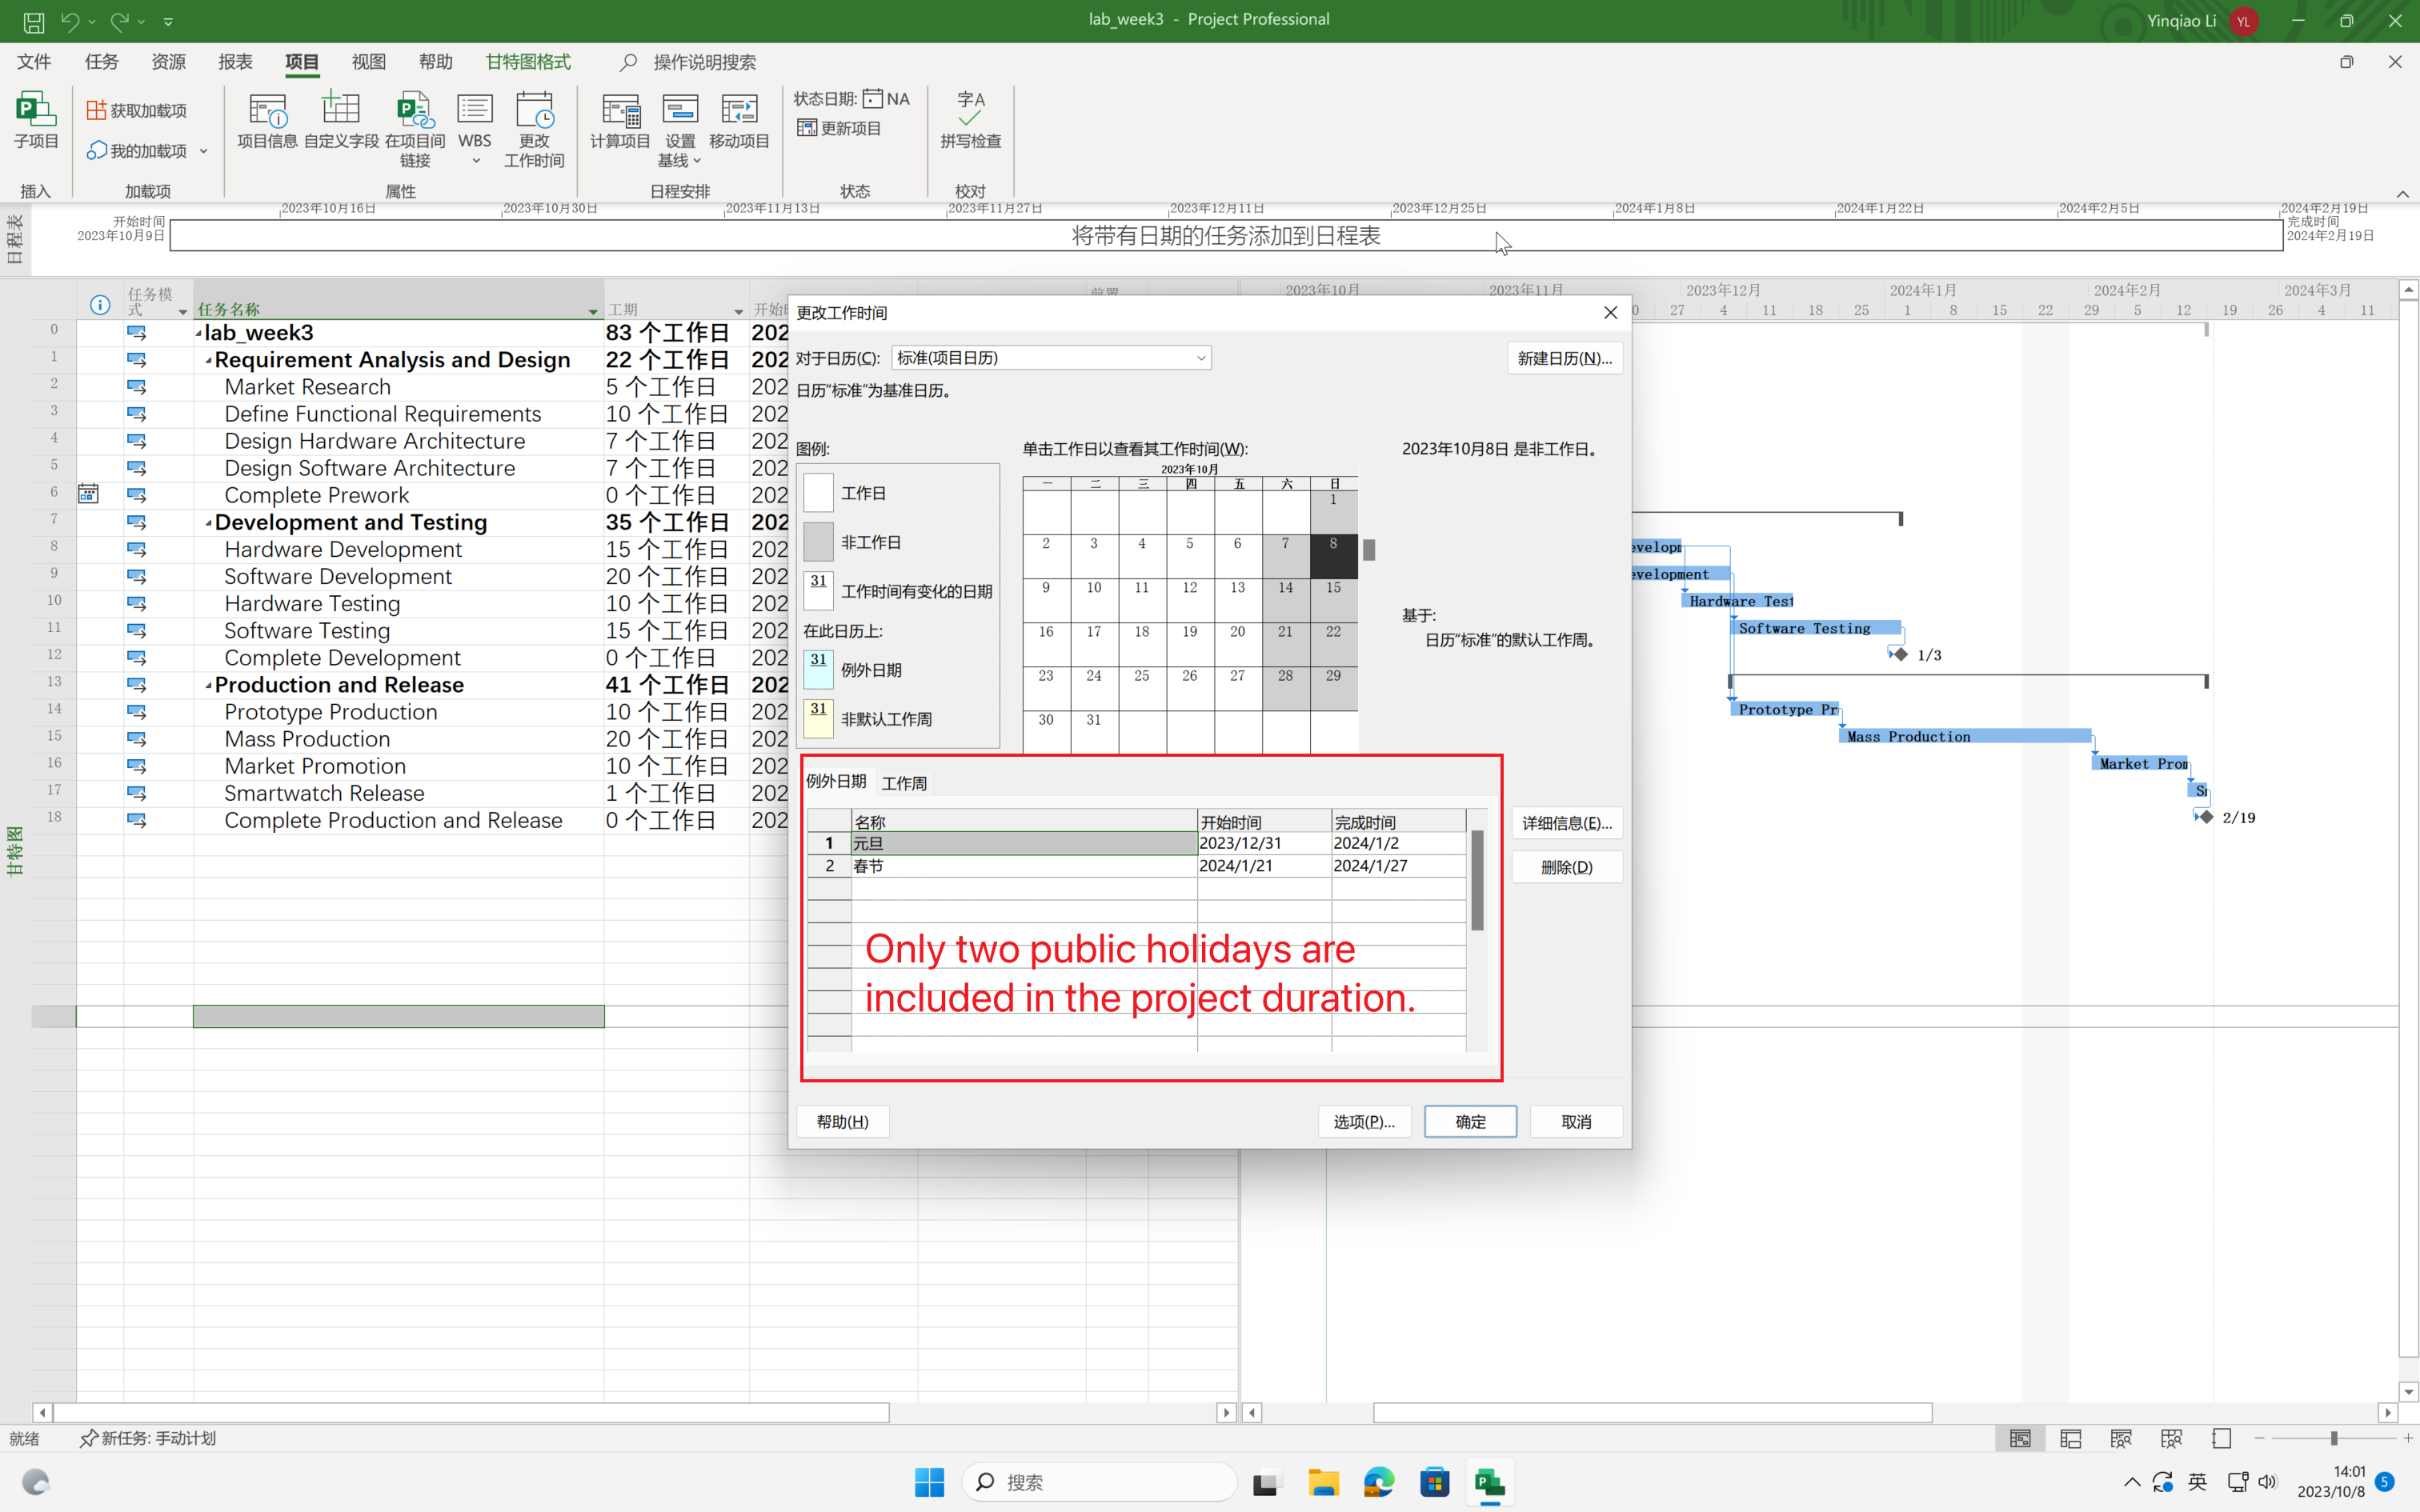 lab_week3 - Project Professional
Yinqiao Li YL
文件 任务 资源 报表 项目 视图 帮助 甘特图格式 操作说明搜索
子项目
获取加载项
我的加载项
项目信息 自定义字段 在项目间链接 WBS 更改工作时间
计算项目 设置基线 移动项目
状态日期: NA
更新项目
字A
拼写检查
插入 加载项 属性 日程安排 状态 校对
日程表
2023年10月16日 2023年10月30日 2023年11月13日 2023年11月27日 2023年12月11日 2023年12月25日 2024年1月8日 2024年1月22日 2024年2月5日 2024年2月19日
开始时间
2023年10月9日
将带有日期的任务添加到日程表
完成时间
2024年2月19日
任务模式 任务名称 工期
2023年10月 2023年11月 2023年12月 2024年1月 2024年2月 2024年3月
27 4 11 18 25 1 8 15 22 29 5 12 19 26 4 11
0 lab_week3 83 个工作日 202
1 Requirement Analysis and Design 22 个工作日 202
2 Market Research 5 个工作日 202
3 Define Functional Requirements 10 个工作日 202
4 Design Hardware Architecture 7 个工作日 202
5 Design Software Architecture 7 个工作日 202
6 Complete Prework 0 个工作日 202
7 Development and Testing 35 个工作日 202
8 Hardware Development 15 个工作日 202
9 Software Development 20 个工作日 202
10 Hardware Testing 10 个工作日 202
11 Software Testing 15 个工作日 202
12 Complete Development 0 个工作日 202
13 Production and Release 41 个工作日 202
14 Prototype Production 10 个工作日 202
15 Mass Production 20 个工作日 202
16 Market Promotion 10 个工作日 202
17 Smartwatch Release 1 个工作日 202
18 Complete Production and Release 0 个工作日 202
甘特图
更改工作时间
对于日历(C): 标准(项目日历)
新建日历(N)...
日历“标准”为基准日历。
图例:
工作日
非工作日
31 工作时间有变化的日期
在此日历上:
31 例外日期
31 非默认工作周
单击工作日以查看其工作时间(W):
2023年10月
一 二 三 四 五 六 日
1
2 3 4 5 6 7 8
9 10 11 12 13 14 15
16 17 18 19 20 21 22
23 24 25 26 27 28 29
30 31
2023年10月8日 是非工作日。
基于:
日历“标准”的默认工作周。
例外日期 工作周
名称 开始时间 完成时间
1 元旦 2023/12/31 2024/1/2
2 春节 2024/1/21 2024/1/27
详细信息(E)...
删除(D)
Only two public holidays are
included in the project duration.
帮助(H) 选项(P)... 确定 取消
Hardware Test
Software Testing
1/3
Prototype Pr
Mass Production
Market Prom
2/19
就绪 新任务: 手动计划
搜索
英
14:01
2023/10/8
5